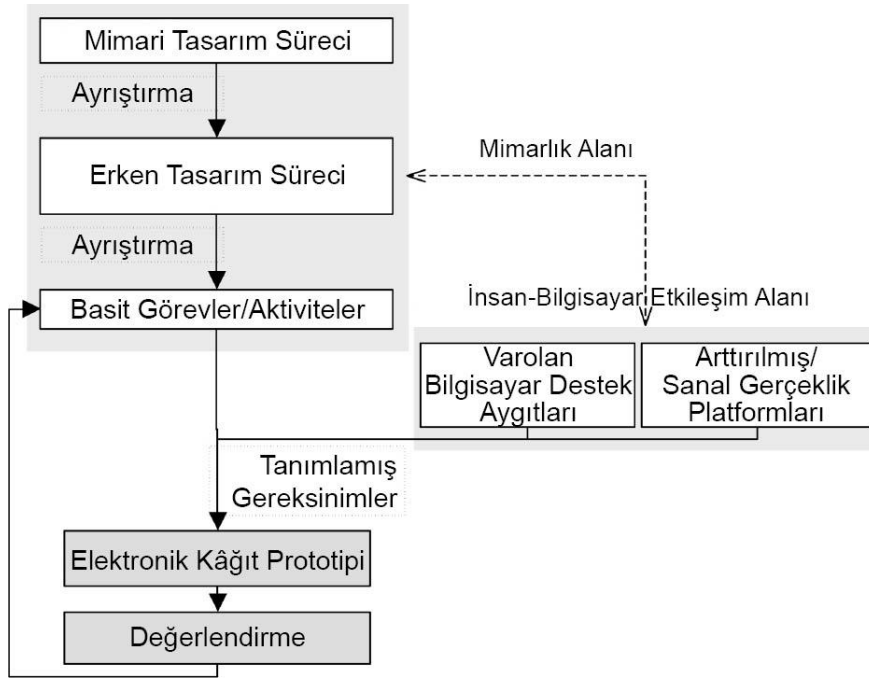 Mimari Tasarım Süreci
Ayrıştırma
Erken Tasarım Süreci
Mimarlık Alanı
Ayrıştırma
Basit Görevler/Aktiviteler
İnsan-Bilgisayar Etkileşim Alanı
Varolan
Bilgisayar Destek
Aygıtları
Arttırılmış/
Sanal Gerçeklik
Platformları
Tanımlamış
Gereksinimler
Elektronik Kâğıt Prototipi
Değerlendirme